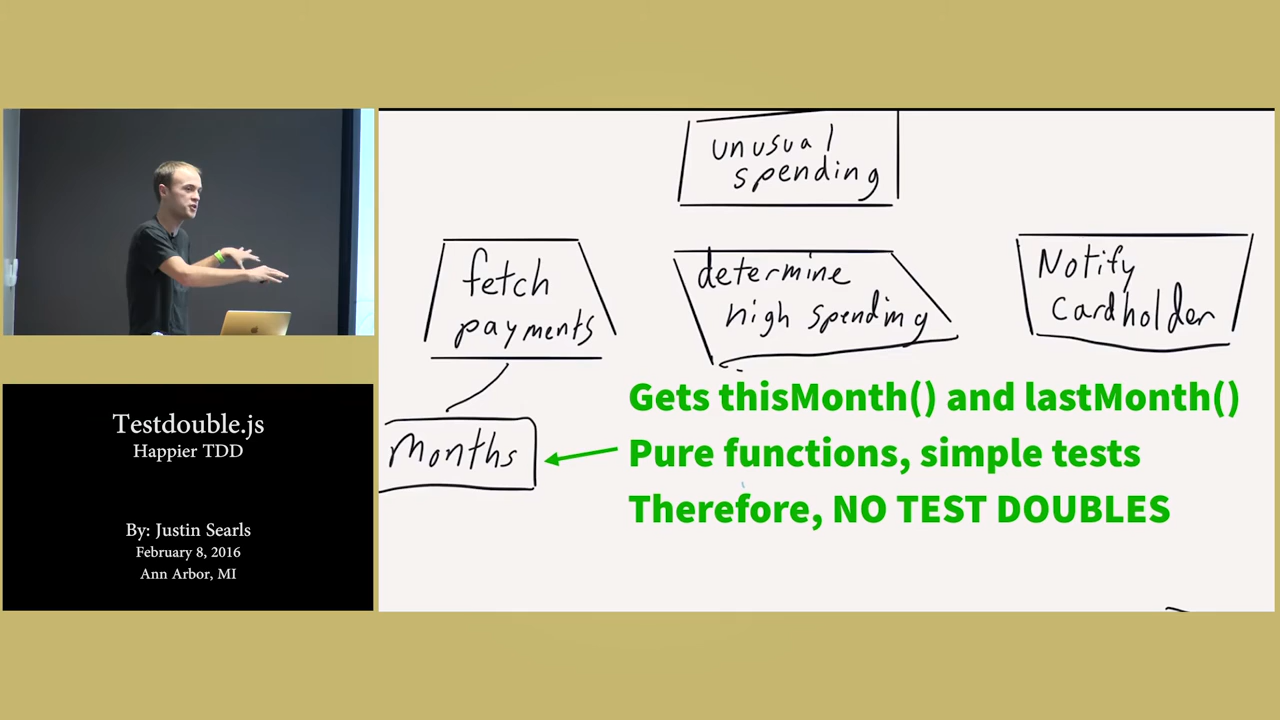 Testdouble.js
Happier TDD
By: Justin Searls
February 8, 2016
Ann Arbor, MI
unusual
spending
fetch
payments
determine
high spending
Notify
Cardholder
Months
Gets thisMonth() and lastMonth()
Pure functions, simple tests
Therefore, NO TEST DOUBLES